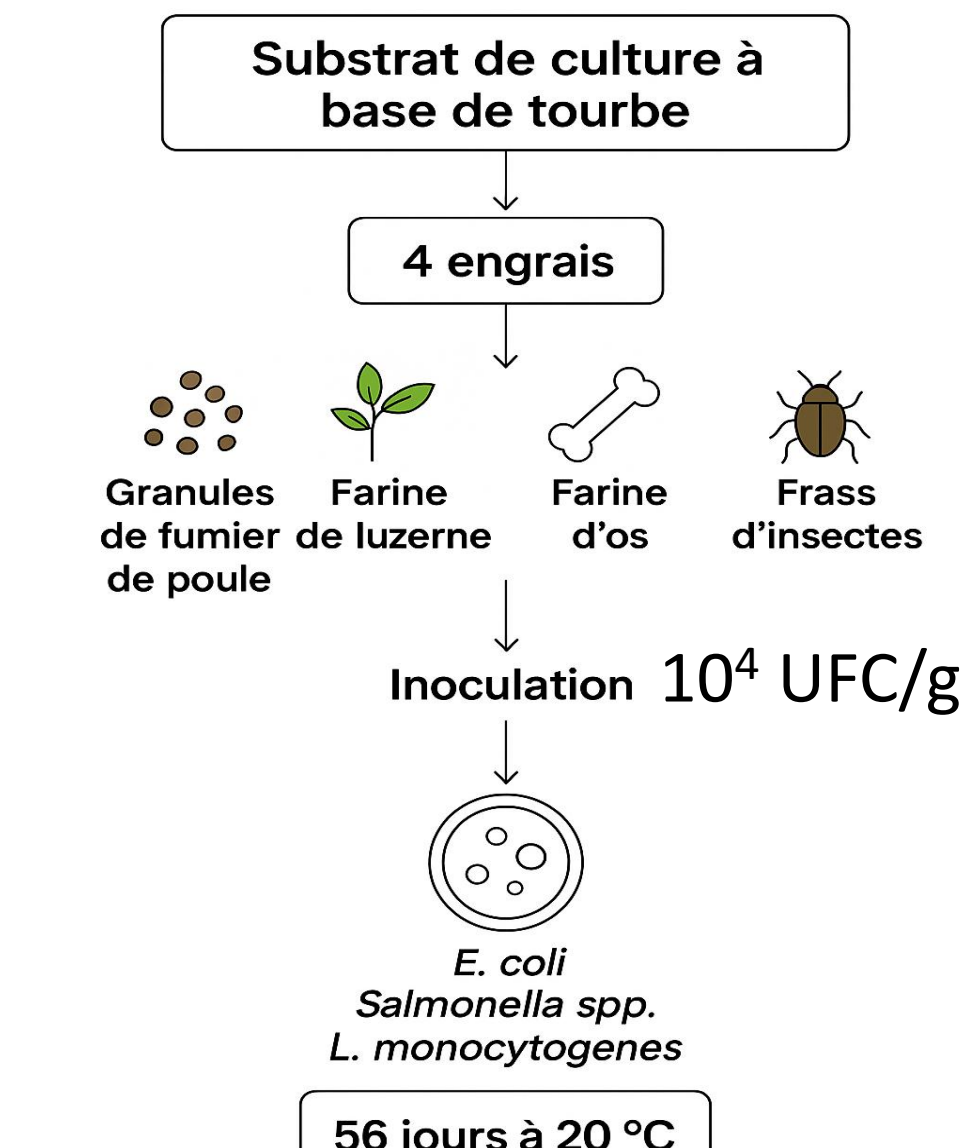 Substrat de culture à
base de tourbe
4 engrais
Granules
de fumier
de poule
Farine
de luzerne
Farine
d’os
Frass
d’insectes
Inoculation 10⁴ UFC/g
E. coli
Salmonella spp.
L. monocytogenes
56 jours à 20 °C